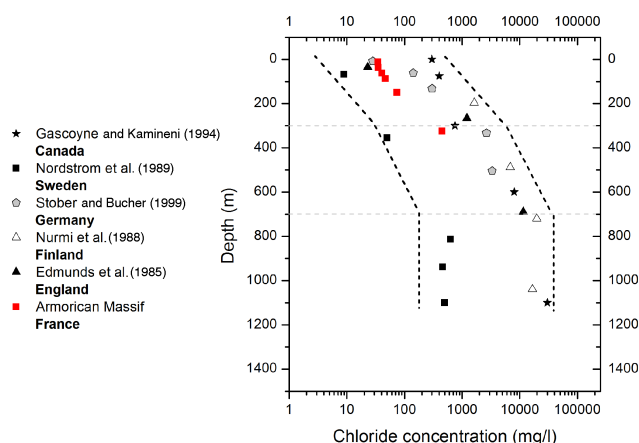 1 10 100 1000 10000 100000
0 0
200 200
400 400
600 600
800 800
1000 1000
1200 1200
1400 1400
1 10 100 1000 10000 100000
Depth (m)
Chloride concentration (mg/l)
Gascoyne and Kamineni (1994)
Canada
Nordstrom et al. (1989)
Sweden
Stober and Bucher (1999)
Germany
Nurmi et al. (1988)
Finland
Edmunds et al. (1985)
England
Armorican Massif
France